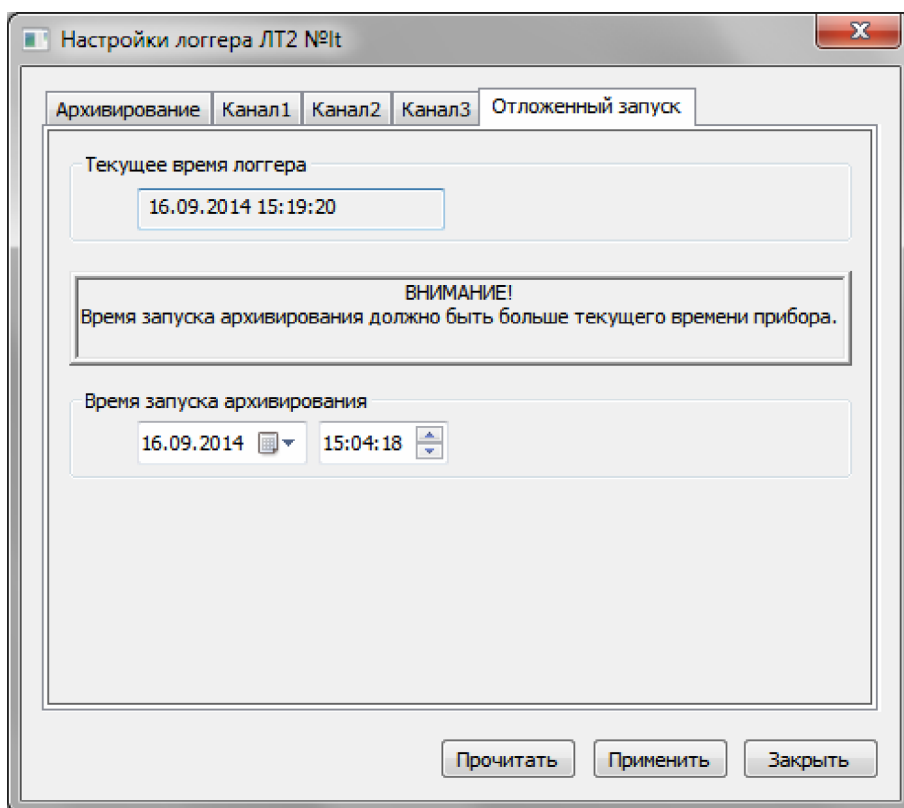 Настройки логгера ЛТ2 №lt
Архивирование Канал1 Канал2 Канал3 Отложенный запуск
Текущее время логгера
16.09.2014 15:19:20
ВНИМАНИЕ!
Время запуска архивирования должно быть больше текущего времени прибора.
Время запуска архивирования
16.09.2014 15:04:18
Прочитать Применить Закрыть